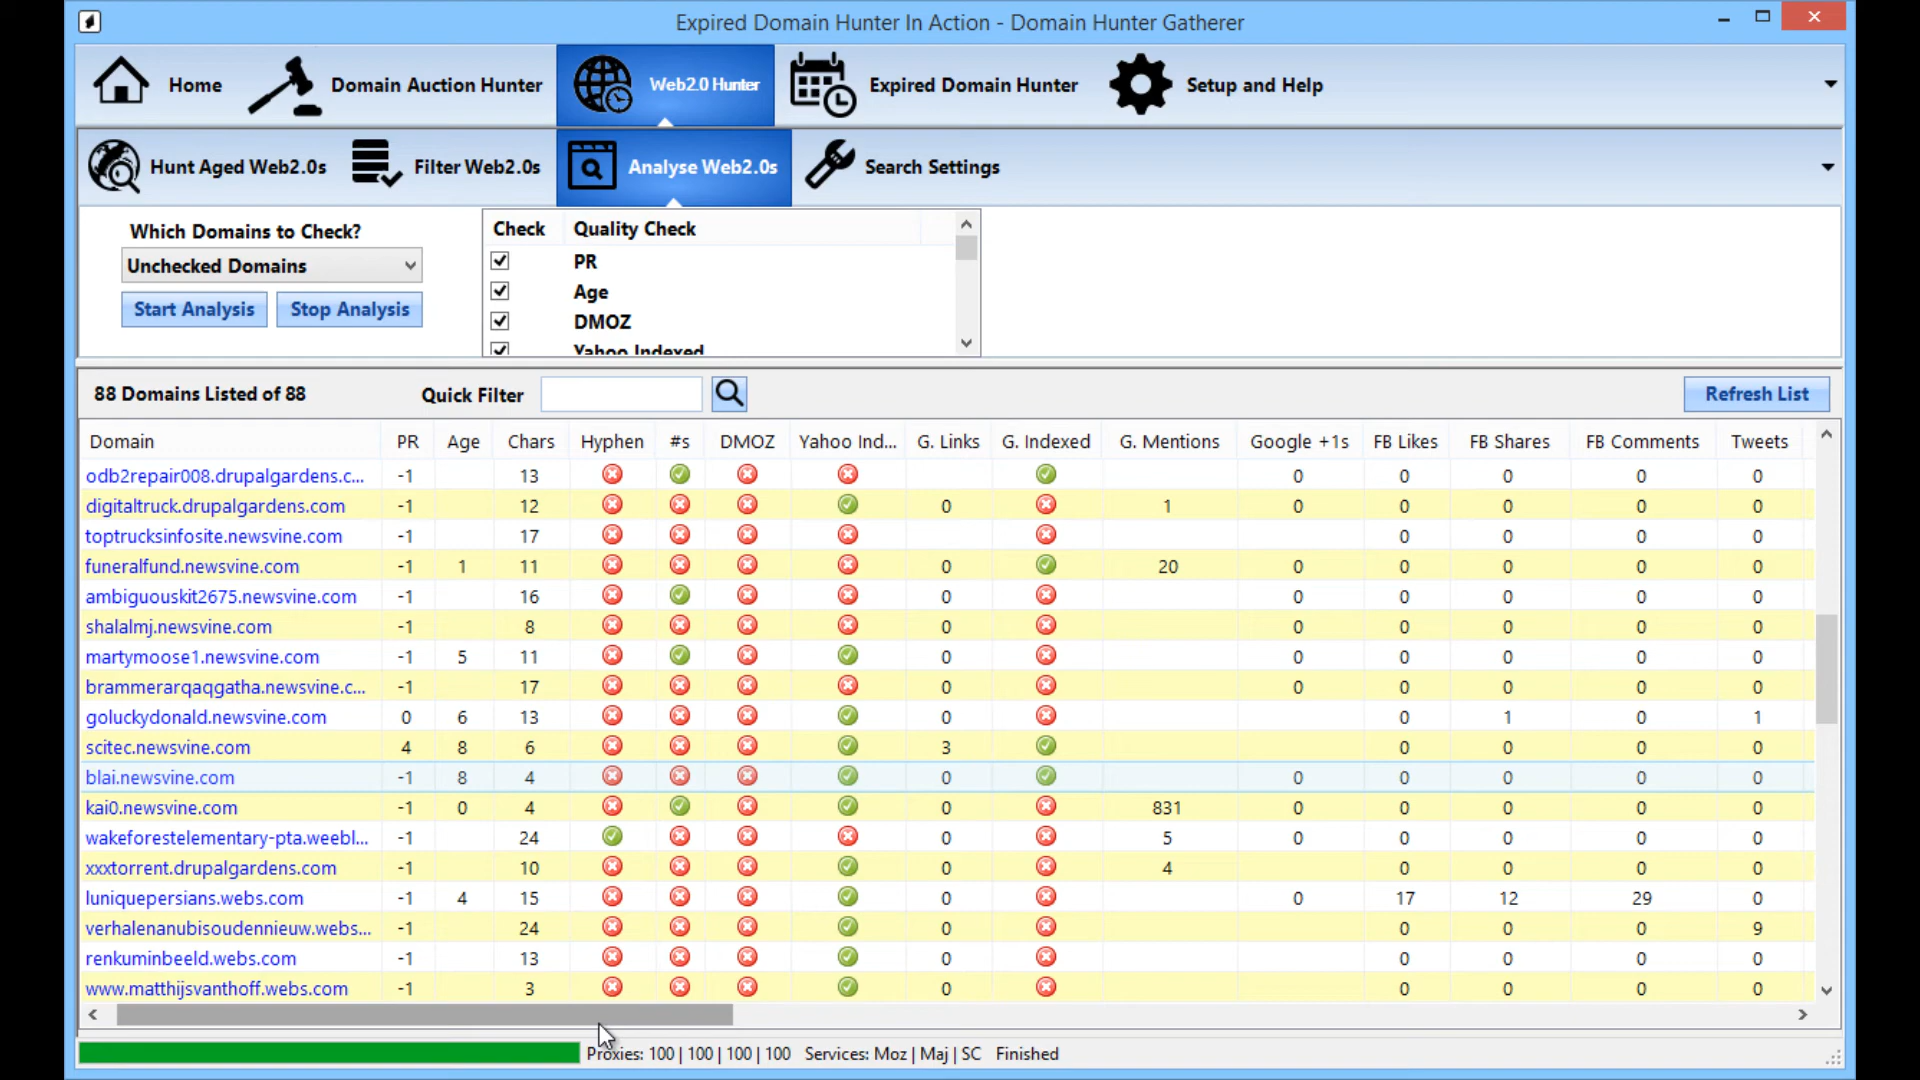 Expired Domain Hunter In Action - Domain Hunter Gatherer
Home Domain Auction Hunter Web2.0 Hunter Expired Domain Hunter Setup and Help
Hunt Aged Web2.0s Filter Web2.0s Analyse Web2.0s Search Settings
Which Domains to Check?
Unchecked Domains
Start Analysis Stop Analysis
Check Quality Check
PR
Age
DMOZ
Yahoo Indexed
88 Domains Listed of 88 Quick Filter Refresh List
Domain PR Age Chars Hyphen #s DMOZ Yahoo Ind... G. Links G. Indexed G. Mentions Google +1s FB Likes FB Shares FB Comments Tweets
odb2repair008.drupalgardens.c... -1 13 0 0 0 0 0
digitaltruck.drupalgardens.com -1 12 0 1 0 0 0 0 0
toptrucksinfosite.newsvine.com -1 17 0 0 0 0
funeralfund.newsvine.com -1 1 11 0 20 0 0 0 0 0
ambiguouskit2675.newsvine.com -1 16 0 0 0 0 0 0
shalalmj.newsvine.com -1 8 0 0 0 0 0 0
martymoose1.newsvine.com -1 5 11 0 0 0 0 0 0
brammerarqaqgatha.newsvine.c... -1 17 0 0 0 0 0 0
goluckydonald.newsvine.com 0 6 13 0 0 1 0 1
scitec.newsvine.com 4 8 6 3 0 0 0 0
blai.newsvine.com -1 8 4 0 0 0 0 0 0
kai0.newsvine.com -1 0 4 0 831 0 0 0 0 0
wakeforestelementary-pta.weebl... -1 24 0 5 0 0 0 0 0
xxxtorrent.drupalgardens.com -1 10 0 4 0 0 0 0
luniquepersians.webs.com -1 4 15 0 0 17 12 29 0
verhalenanubisoudennieuw.webs... -1 24 0 0 0 0 9
renkuminbeeld.webs.com -1 13 0 0 0 0 0
www.matthijsvanthoff.webs.com -1 3 0 0 0 0 0
Proxies: 100 | 100 | 100 | 100 Services: Moz | Maj | SC Finished